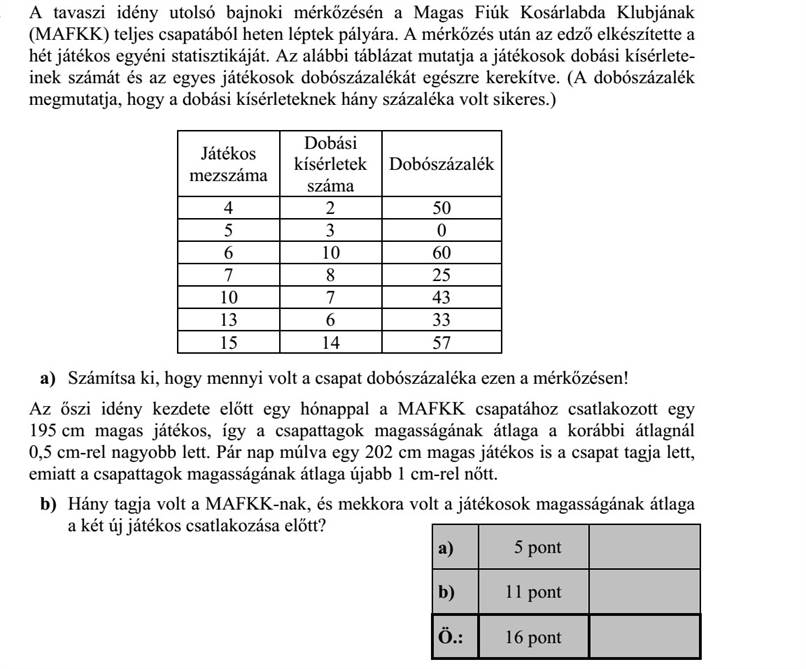 A tavaszi idény utolsó bajnoki mérkőzésén a Magas Fiúk Kosárlabda Klubjának
(MAFKK) teljes csapatából heten léptek pályára. A mérkőzés után az edző elkészítette a
hét játékos egyéni statisztikáját. Az alábbi táblázat mutatja a játékosok dobási kísérlete-
inek számát és az egyes játékosok dobószázalékát egészre kerekítve. (A dobószázalék
megmutatja, hogy a dobási kísérleteknek hány százaléka volt sikeres.)
Játékos
mezszáma
Dobási
kísérletek
száma
Dobószázalék
4 2 50
5 3 0
6 10 60
7 8 25
10 7 43
13 6 33
15 14 57
a) Számítsa ki, hogy mennyi volt a csapat dobószázaléka ezen a mérkőzésen!
Az őszi idény kezdete előtt egy hónappal a MAFKK csapatához csatlakozott egy
195 cm magas játékos, így a csapattagok magasságának átlaga a korábbi átlagnál
0,5 cm-rel nagyobb lett. Pár nap múlva egy 202 cm magas játékos is a csapat tagja lett,
emiatt a csapattagok magasságának átlaga újabb 1 cm-rel nőtt.
b) Hány tagja volt a MAFKK-nak, és mekkora volt a játékosok magasságának átlaga
a két új játékos csatlakozása előtt?
a) 5 pont
b) 11 pont
Ö.: 16 pont